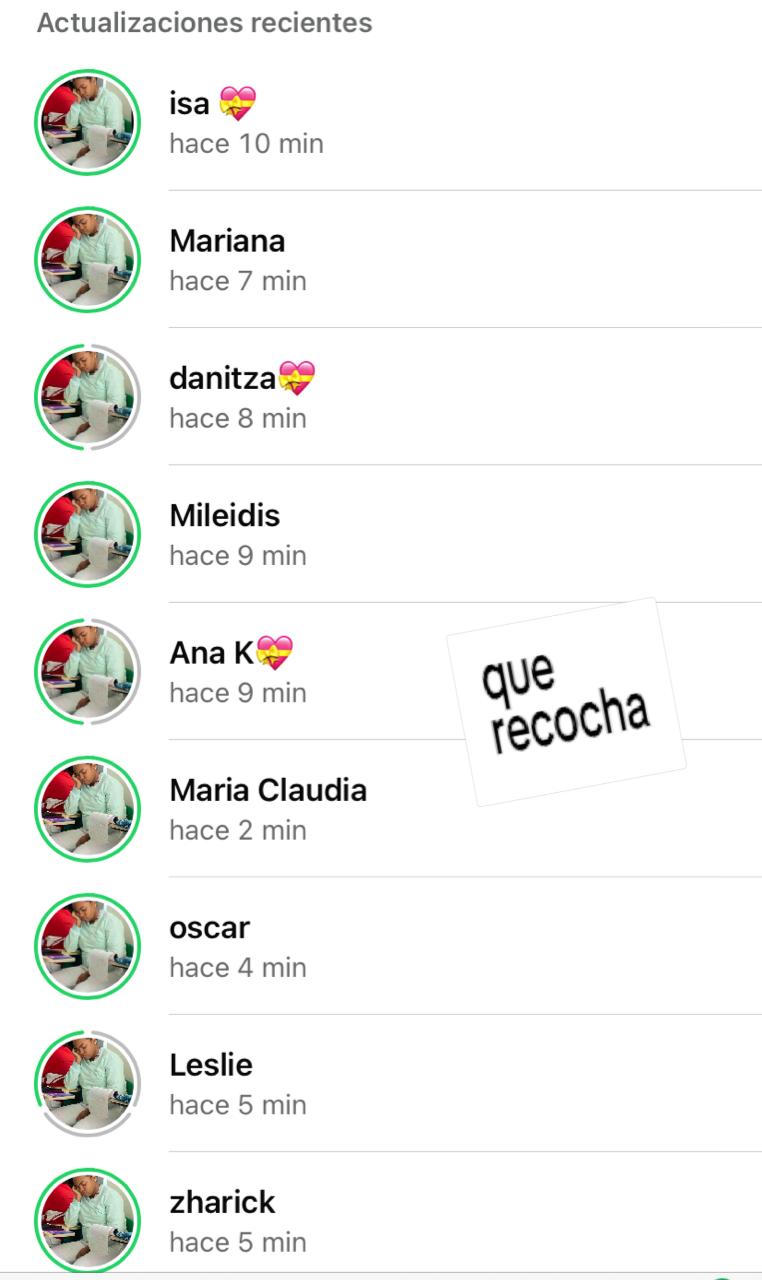 Actualizaciones recientes
isa 💝
hace 10 min
Mariana
hace 7 min
danitza💝
hace 8 min
Mileidis
hace 9 min
Ana K💝
hace 9 min
que
recocha
Maria Claudia
hace 2 min
oscar
hace 4 min
Leslie
hace 5 min
zharick
hace 5 min